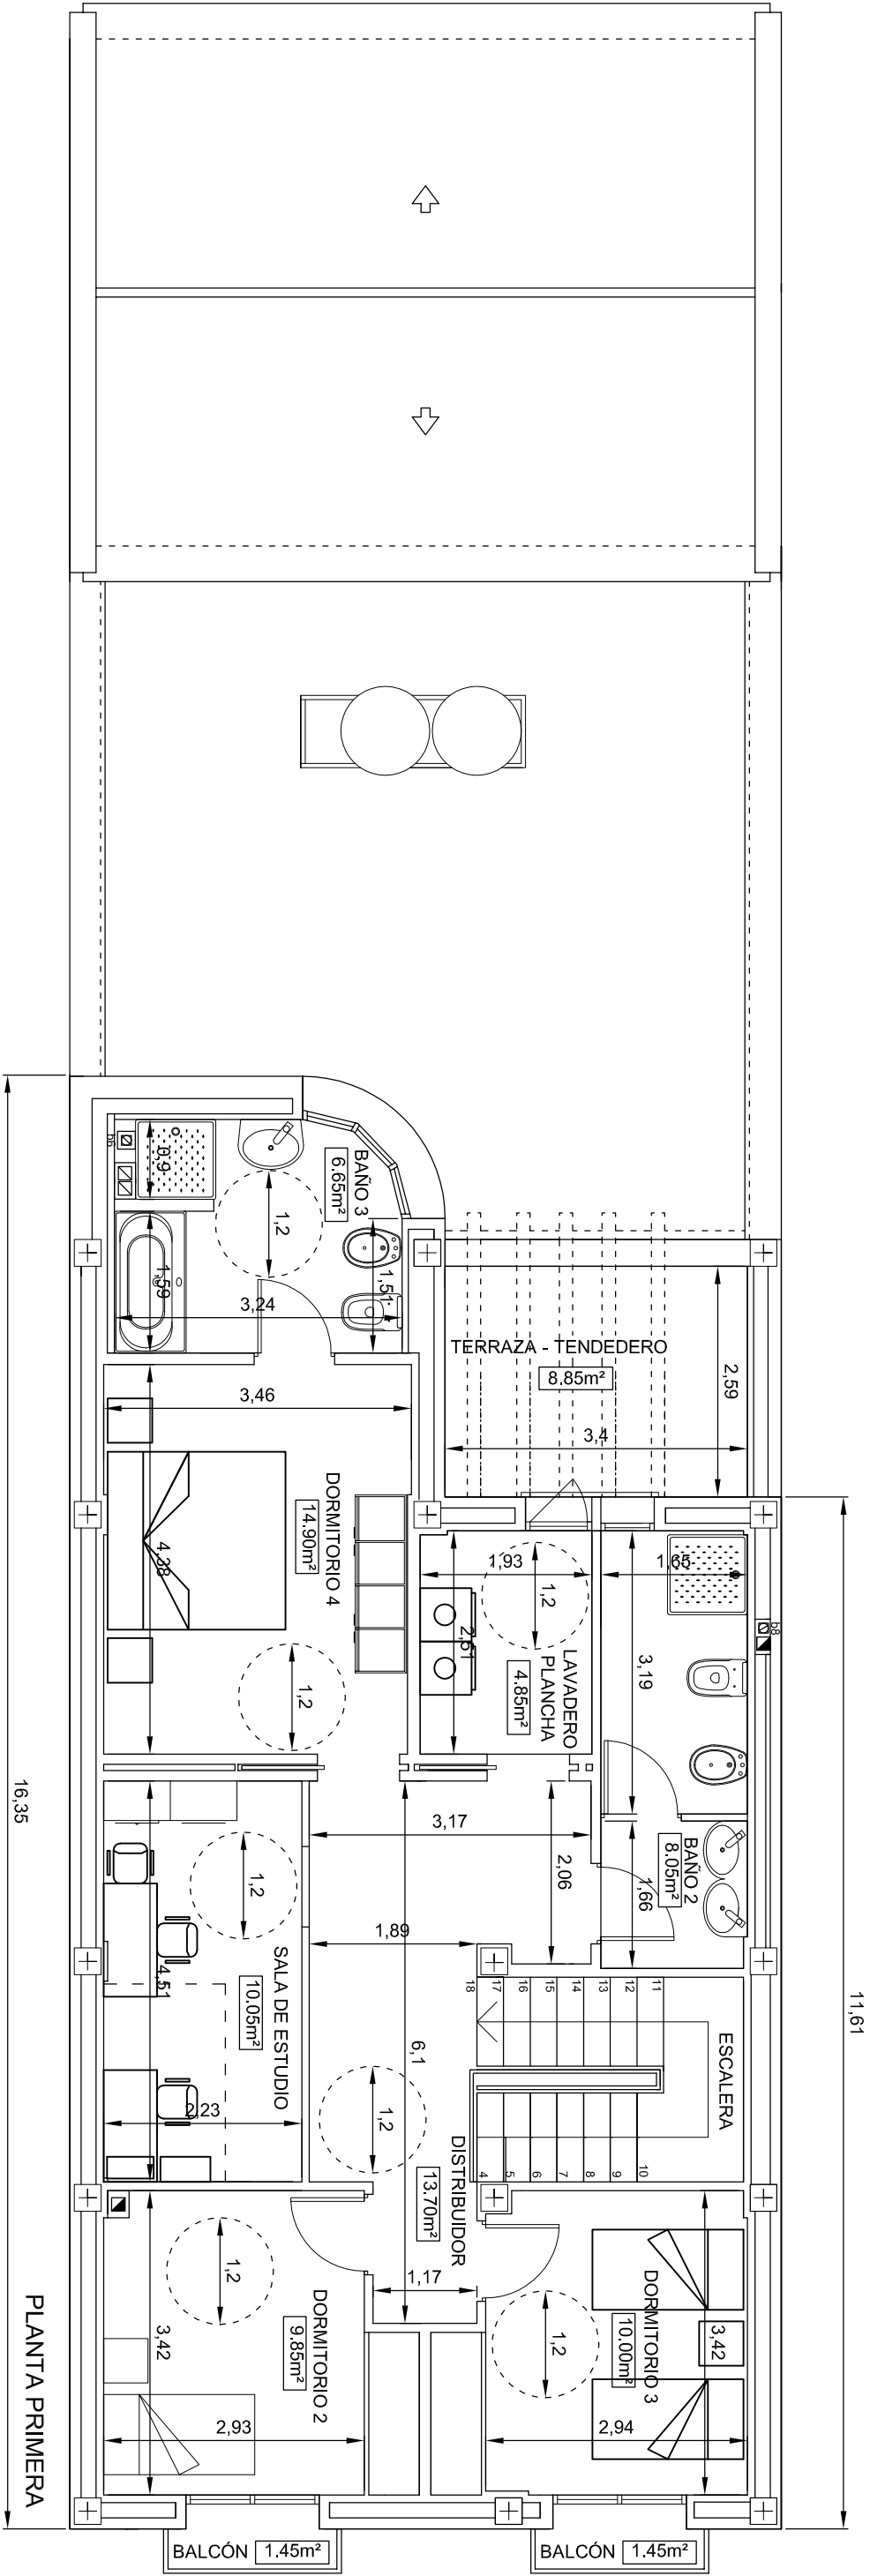 11,61
16,35
b6
0,9
BAÑO 3
6.65m²
1,2
1,59
1,51
3,24
TERRAZA - TENDEDERO
8.85m²
2,59
3,4
3,46
DORMITORIO 4
14.90m²
4,38
1,2
1,93
1,2
2,51
LAVADERO
PLANCHA
4.85m²
1,65
b8
3,19
BAÑO 2
8.05m²
1,66
3,17
2,06
1,89
1,2
SALA DE ESTUDIO
10.05m²
4,51
2,23
6,1
1,2
DISTRIBUIDOR
13.70m²
1,17
ESCALERA
18
17
16
15
14
13
12
11
4
5
6
7
8
9
10
DORMITORIO 2
9.85m²
1,2
3,42
2,93
DORMITORIO 3
10.00m²
1,2
3,42
2,94
BALCÓN 1.45m²
BALCÓN 1.45m²
PLANTA PRIMERA